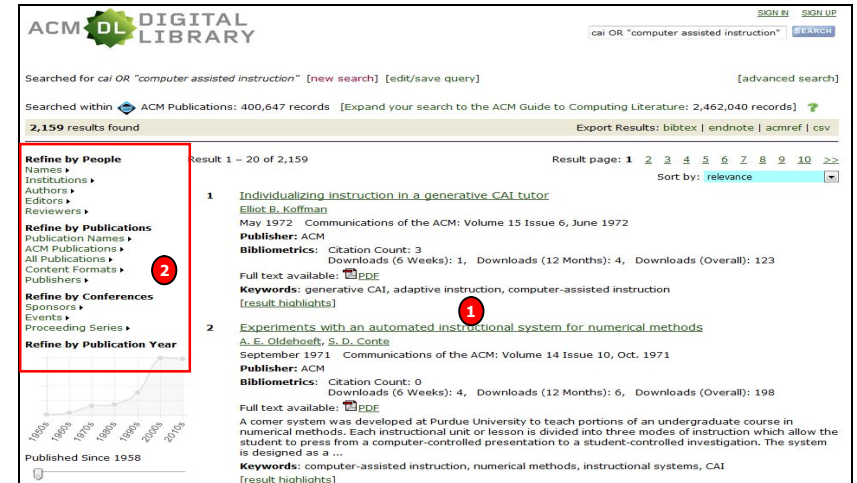 SIGN IN SIGN UP
ACM DL DIGITAL LIBRARY
cai OR "computer assisted instruction" SEARCH
Searched for cai OR "computer assisted instruction" [new search] [edit/save query] [advanced search]
Searched within ACM Publications: 400,647 records [Expand your search to the ACM Guide to Computing Literature: 2,462,040 records] ?
2,159 results found Export Results: bibtex | endnote | acmref | csv
Refine by People
Names
Institutions
Authors
Editors
Reviewers
Refine by Publications
Publication Names
ACM Publications
All Publications
Content Formats
Publishers
2
Refine by Conferences
Sponsors
Events
Proceeding Series
Refine by Publication Year
1950s 1960s 1970s 1980s 1990s 2000s 2010s
Published Since 1958
Result 1 – 20 of 2,159 Result page: 1 2 3 4 5 6 7 8 9 10 >>
Sort by: relevance
1 Individualizing instruction in a generative CAI tutor
Elliot B. Koffman
May 1972 Communications of the ACM: Volume 15 Issue 6, June 1972
Publisher: ACM
Bibliometrics: Citation Count: 3
Downloads (6 Weeks): 1, Downloads (12 Months): 4, Downloads (Overall): 123
Full text available: PDF
Keywords: generative CAI, adaptive instruction, computer-assisted instruction
[result highlights]
1
2 Experiments with an automated instructional system for numerical methods
A. E. Oldehoeft, S. D. Conte
September 1971 Communications of the ACM: Volume 14 Issue 10, Oct. 1971
Publisher: ACM
Bibliometrics: Citation Count: 0
Downloads (6 Weeks): 4, Downloads (12 Months): 6, Downloads (Overall): 198
Full text available: PDF
A comer system was developed at Purdue University to teach portions of an undergraduate course in
numerical methods. Each instructional unit or lesson is divided into three modes of instruction which allow the
student to press from a computer-controlled presentation to a student-controlled investigation. The system
is designed as a ...
Keywords: computer-assisted instruction, numerical methods, instructional systems, CAI
[result highlights]